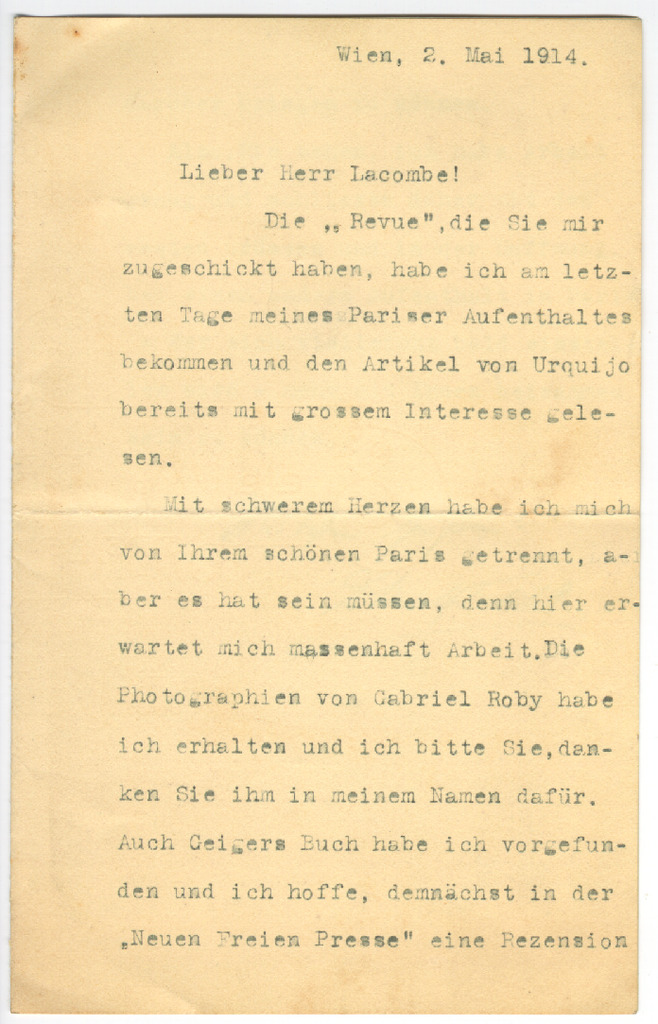 Wien, 2. Mai 1914.
Lieber Herr Lacombe!
Die „ Revue",die Sie mir
zugeschickt haben, habe ich am letz-
ten Tage meines Pariser Aufenthaltes
bekommen und den Artikel von Urquijo
bereits mit grossem Interesse gele-
sen.
Mit schwerem Herzen habe ich mich
von Ihrem schönen Paris getrennt, a-
ber es hat sein müssen, denn hier er-
wartet mich massenhaft Arbeit.Die
Photographien von Gabriel Roby habe
ich erhalten und ich bitte Sie,dan-
ken Sie ihm in meinem Namen dafür.
Auch Geigers Buch habe ich vorgefun-
den und ich hoffe, demnächst in der
„Neuen Freien Presse" eine Rezension